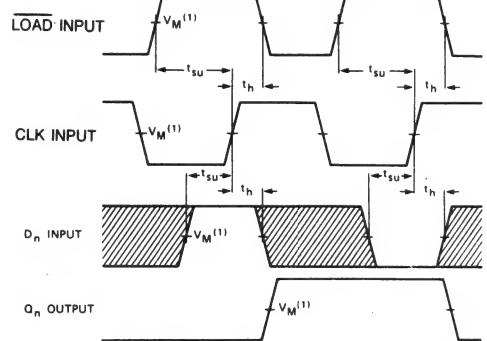 L̅O̅A̅D̅ INPUT
V_M^(1)
t_su
t_h
t_su
t_h
CLK INPUT
V_M^(1)
t_su
t_h
t_su
t_h
D_n INPUT
V_M^(1)
Q_n OUTPUT
V_M^(1)